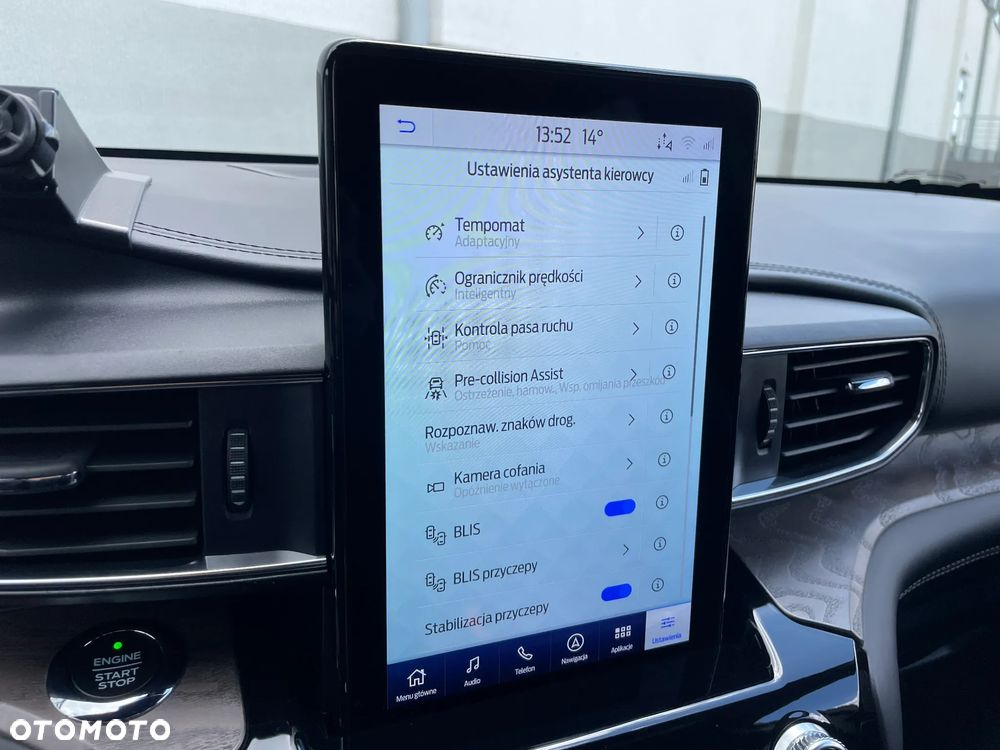 13:52 14°
Ustawienia asystenta kierowcy
Tempomat
Adaptacyjny
Ogranicznik prędkości
Inteligentny
Kontrola pasa ruchu
Pomoc
Pre-collision Assist
Ostrzeżenie, hamow., Wsp. omijania przeszkód
Rozpoznaw. znaków drog.
Wskazanie
Kamera cofania
Opóźnienie wyłączone
BLIS
BLIS przyczepy
Stabilizacja przyczepy
Menu główne
Audio
Telefon
Nawigacja
Aplikacje
Ustawienia
ENGINE
START
STOP
OTOMOTO